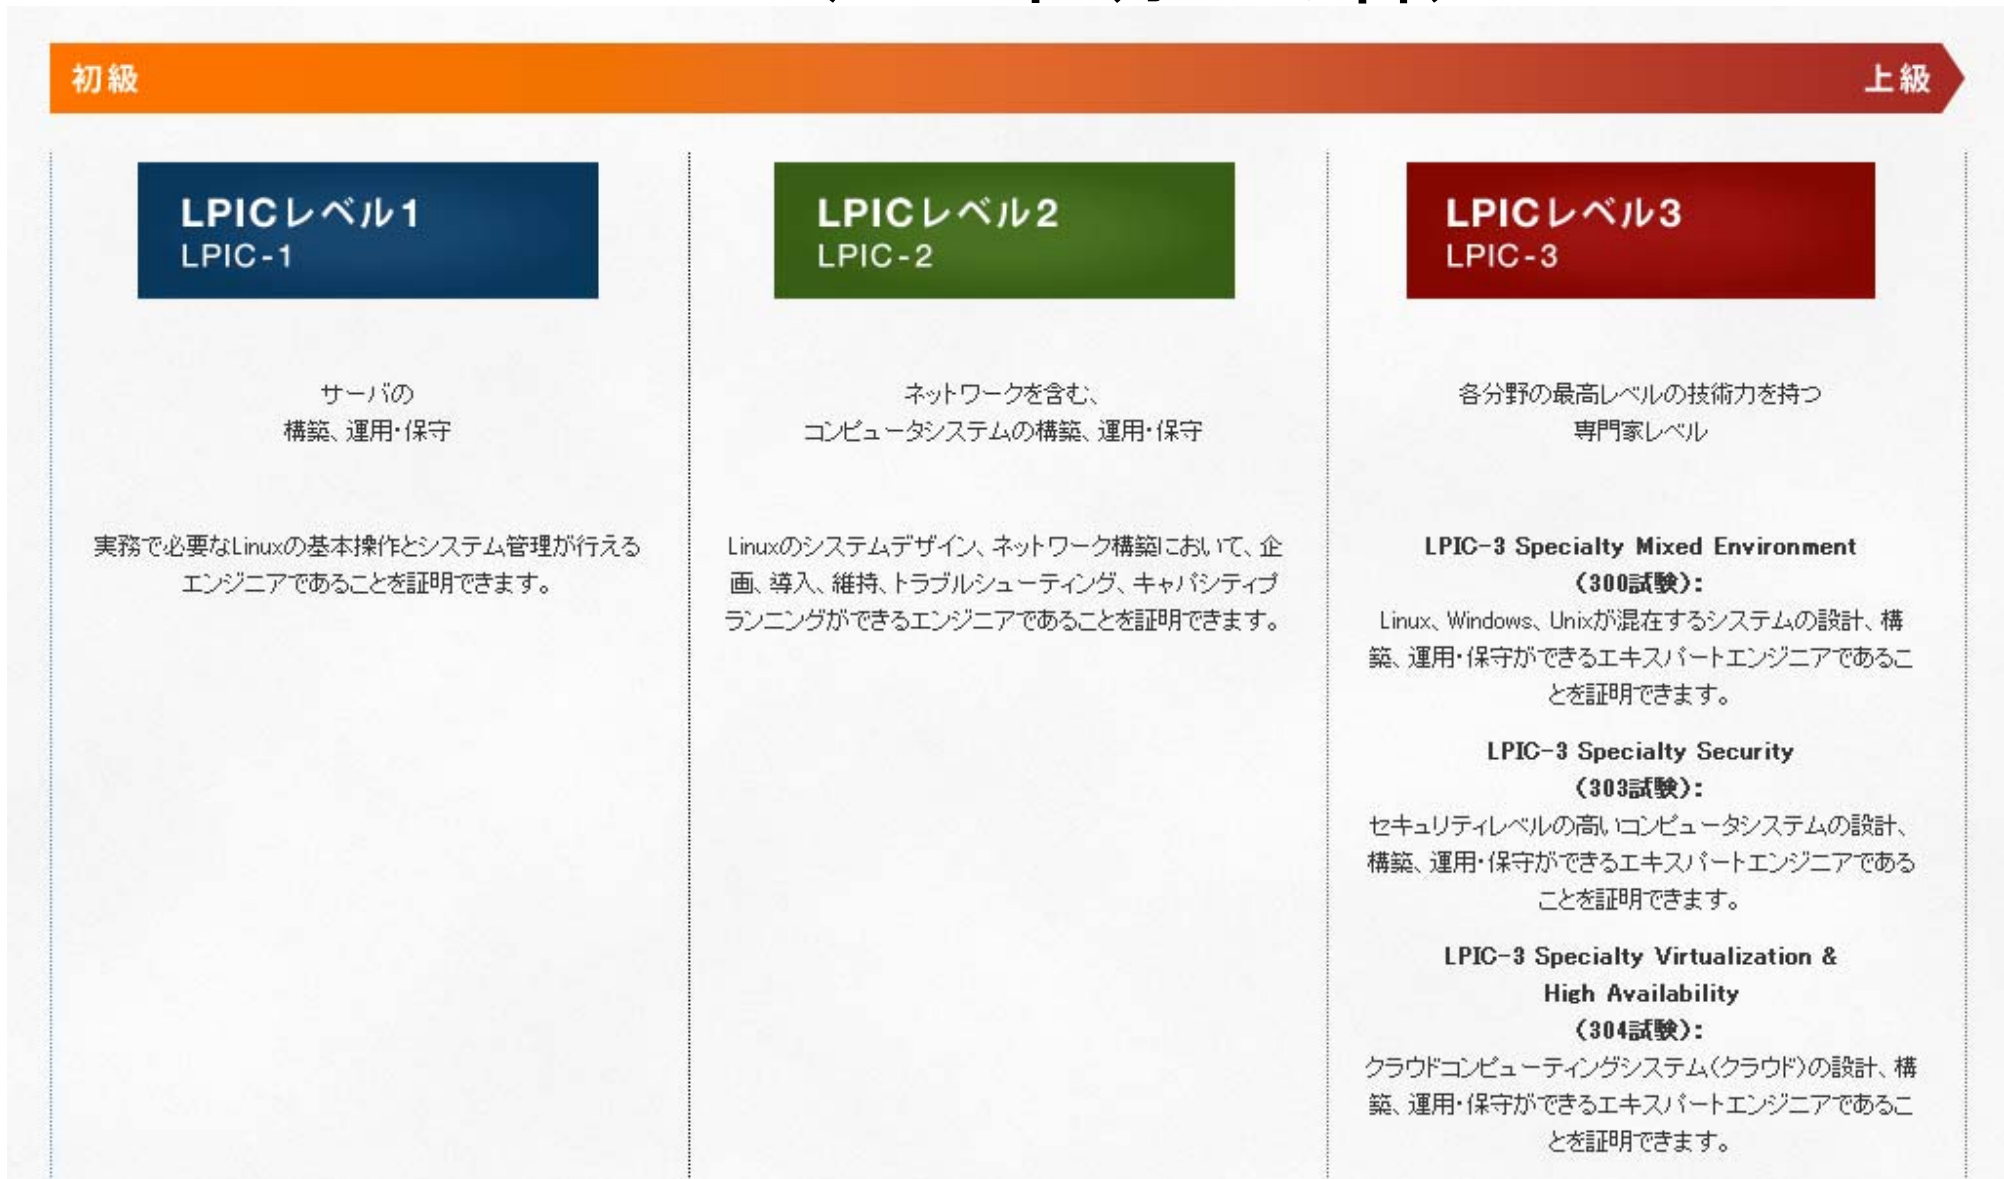 初級
上級
LPICレベル1
LPIC-1
サーバの
構築、運用・保守
実務で必要なLinuxの基本操作とシステム管理が行える
エンジニアであることを証明できます。
LPICレベル2
LPIC-2
ネットワークを含む、
コンピュータシステムの構築、運用・保守
Linuxのシステムデザイン、ネットワーク構築において、企
画、導入、維持、トラブルシューティング、キャパシティプ
ランニングができるエンジニアであることを証明できます。
LPICレベル3
LPIC-3
各分野の最高レベルの技術力を持つ
専門家レベル
LPIC-3 Specialty Mixed Environment
（300試験）:
Linux、Windows、Unixが混在するシステムの設計、構
築、運用・保守ができるエキスパートエンジニアであるこ
とを証明できます。
LPIC-3 Specialty Security
（303試験）:
セキュリティレベルの高いコンピュータシステムの設計、
構築、運用・保守ができるエキスパートエンジニアである
ことを証明できます。
LPIC-3 Specialty Virtualization &
High Availability
（304試験）:
クラウドコンピューティングシステム（クラウド）の設計、構
築、運用・保守ができるエキスパートエンジニアであるこ
とを証明できます。